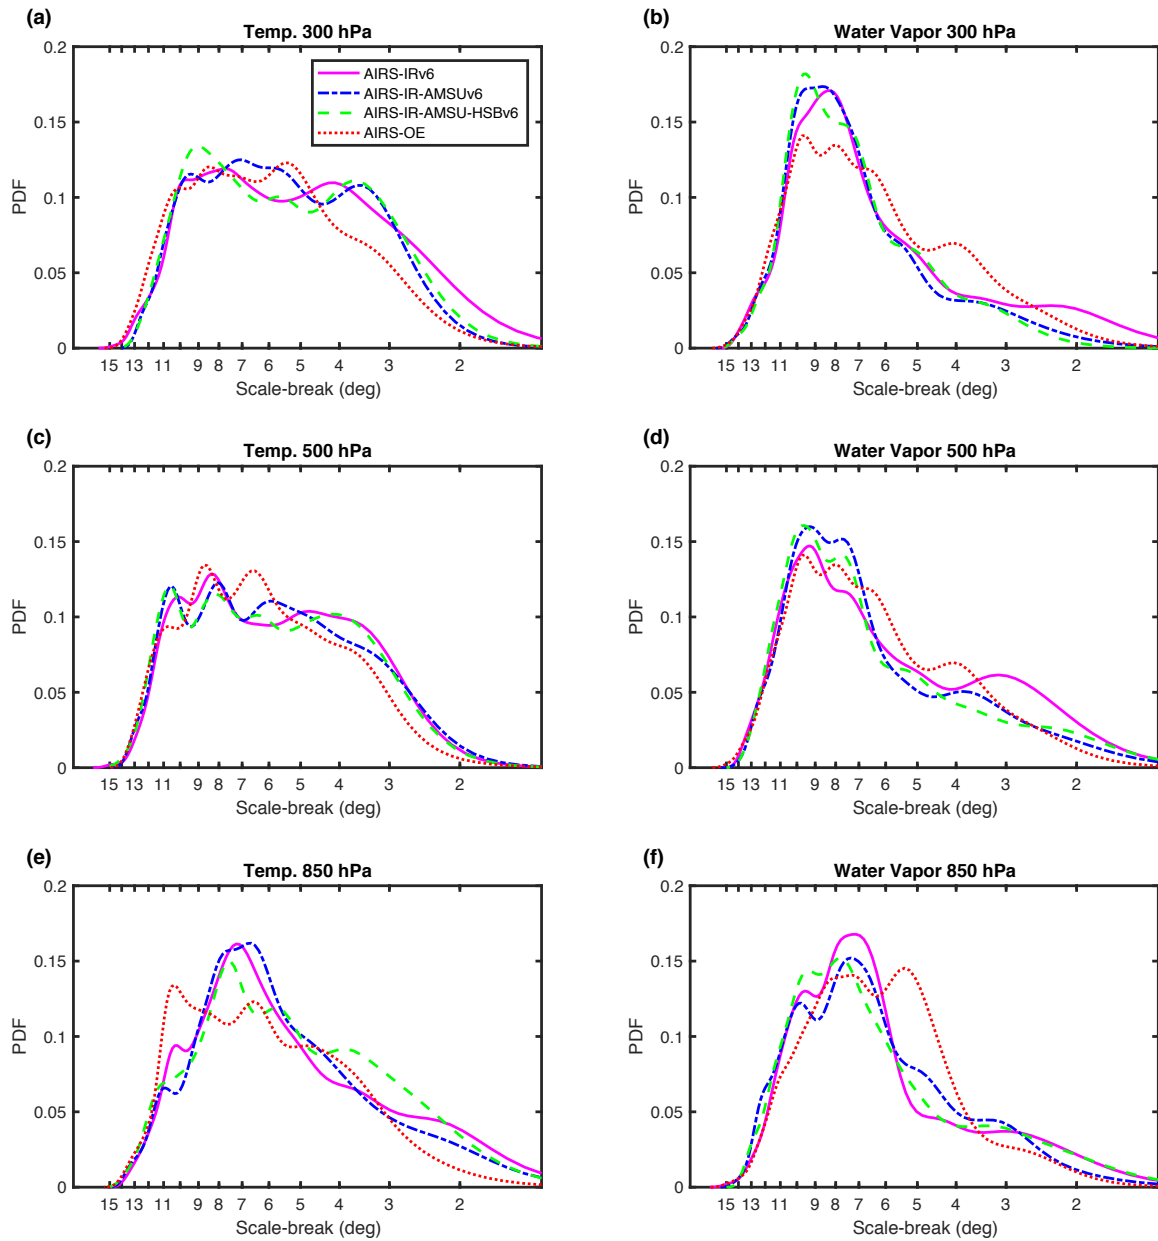 (a)
Temp. 300 hPa
0.2
0.15
0.1
0.05
0
PDF
AIRS-IRv6
AIRS-IR-AMSUv6
AIRS-IR-AMSU-HSBv6
AIRS-OE
15 13 11 9 8 7 6 5 4 3 2
Scale-break (deg)
(b)
Water Vapor 300 hPa
0.2
0.15
0.1
0.05
0
PDF
15 13 11 9 8 7 6 5 4 3 2
Scale-break (deg)
(c)
Temp. 500 hPa
0.2
0.15
0.1
0.05
0
PDF
15 13 11 9 8 7 6 5 4 3 2
Scale-break (deg)
(d)
Water Vapor 500 hPa
0.2
0.15
0.1
0.05
0
PDF
15 13 11 9 8 7 6 5 4 3 2
Scale-break (deg)
(e)
Temp. 850 hPa
0.2
0.15
0.1
0.05
0
PDF
15 13 11 9 8 7 6 5 4 3 2
Scale-break (deg)
(f)
Water Vapor 850 hPa
0.2
0.15
0.1
0.05
0
PDF
15 13 11 9 8 7 6 5 4 3 2
Scale-break (deg)